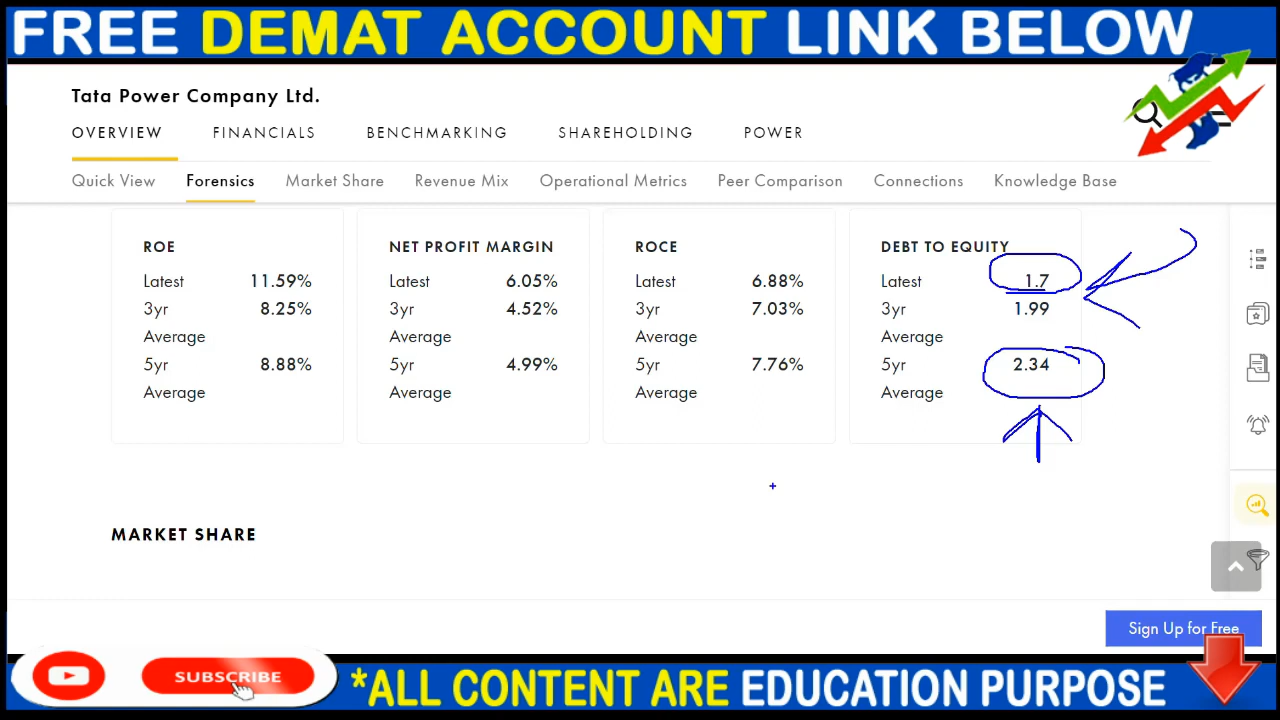 FREE DEMAT ACCOUNT LINK BELOW
Tata Power Company Ltd.
OVERVIEW FINANCIALS BENCHMARKING SHAREHOLDING POWER
Quick View Forensics Market Share Revenue Mix Operational Metrics Peer Comparison Connections Knowledge Base
ROE
Latest 11.59%
3yr 8.25%
Average
5yr 8.88%
Average
NET PROFIT MARGIN
Latest 6.05%
3yr 4.52%
Average
5yr 4.99%
Average
ROCE
Latest 6.88%
3yr 7.03%
Average
5yr 7.76%
Average
DEBT TO EQUITY
Latest 1.7
3yr 1.99
Average
5yr 2.34
Average
MARKET SHARE
Sign Up for Free
SUBSCRIBE
*ALL CONTENT ARE EDUCATION PURPOSE